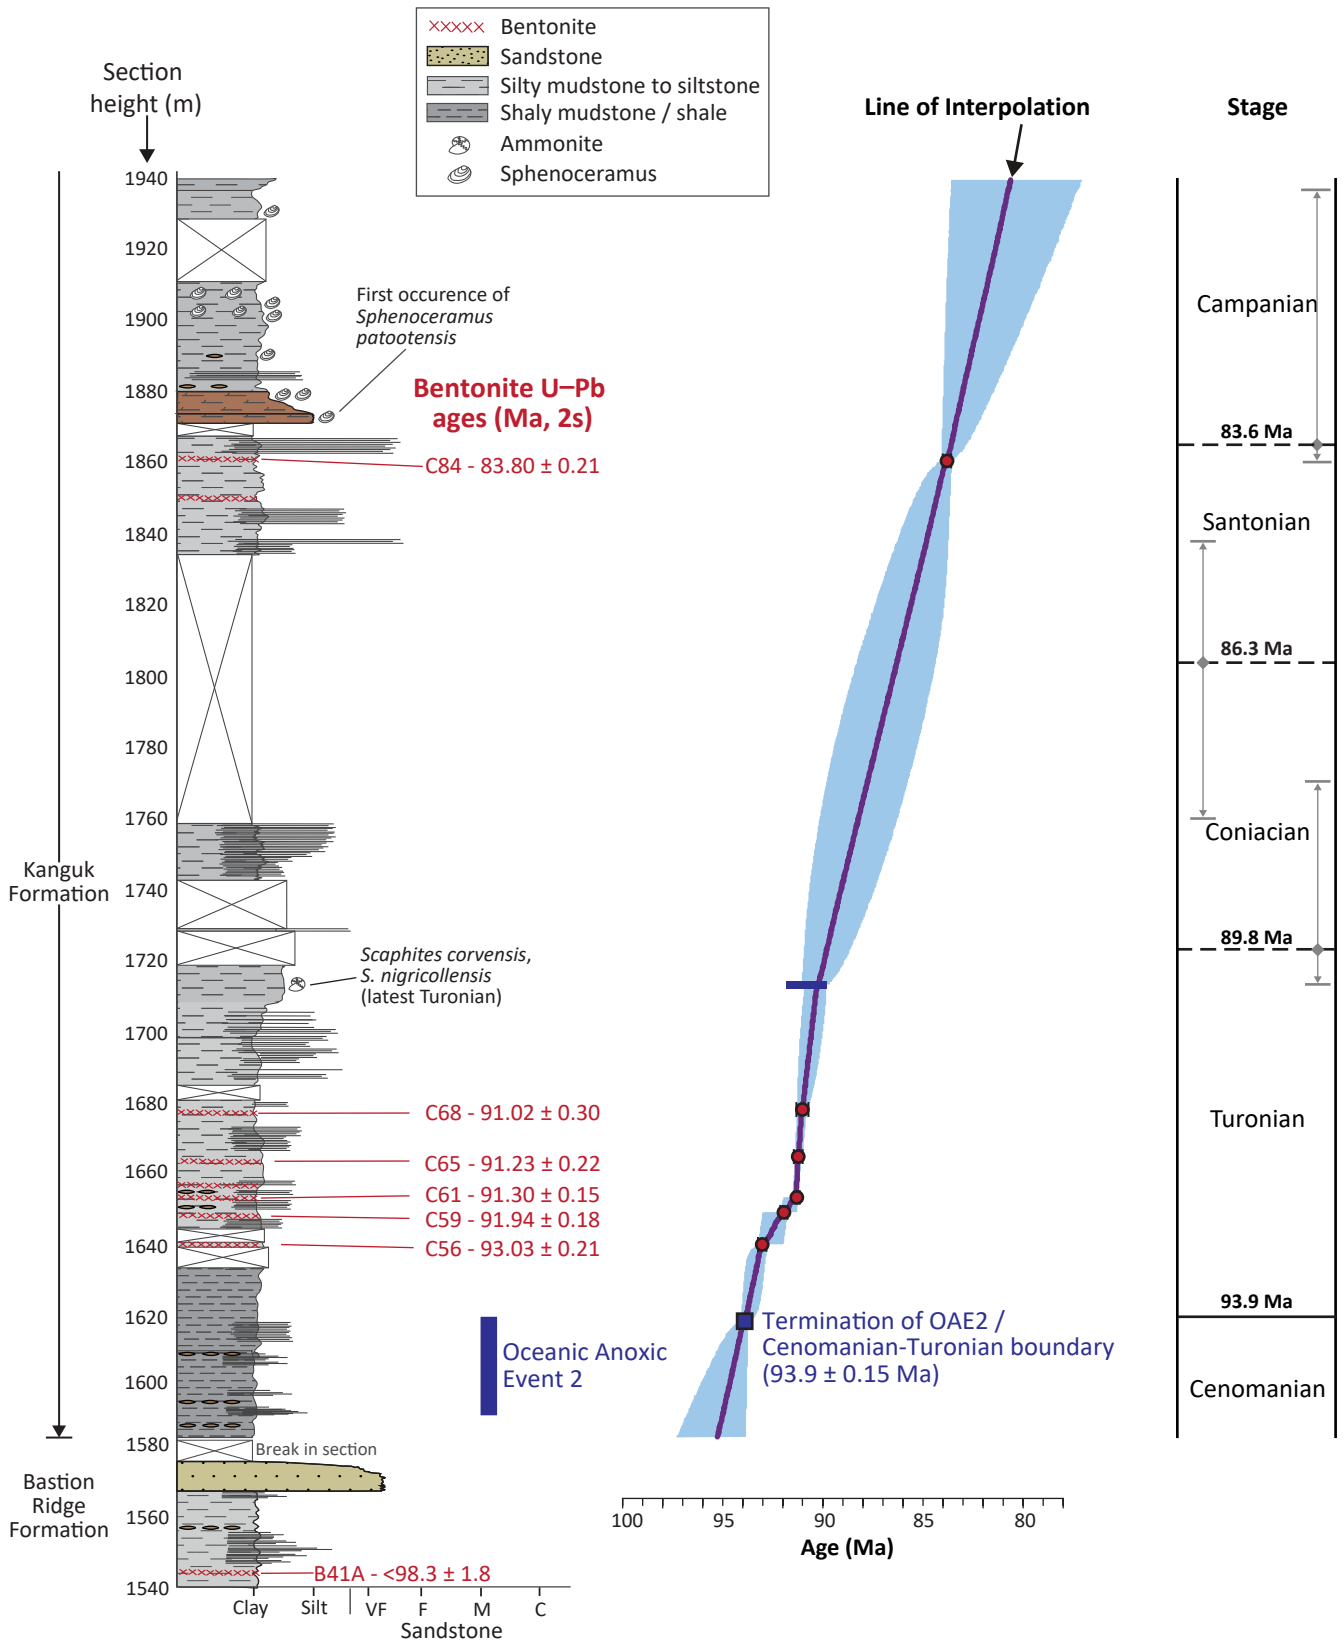 Bentonite
Sandstone
Silty mudstone to siltstone
Shaly mudstone / shale
Ammonite
Sphenoceramus
Section
height (m)
Line of Interpolation
Stage
1940
1920
1900
1880
1860
1840
1820
1800
1780
1760
1740
1720
1700
1680
1660
1640
1620
1600
1580
1560
1540
First occurence of
Sphenoceramus
patootensis
Bentonite U–Pb
ages (Ma, 2s)
C84 - 83.80 ± 0.21
Scaphites corvensis,
S. nigricollensis
(latest Turonian)
C68 - 91.02 ± 0.30
C65 - 91.23 ± 0.22
C61 - 91.30 ± 0.15
C59 - 91.94 ± 0.18
C56 - 93.03 ± 0.21
Oceanic Anoxic
Event 2
Termination of OAE2 /
Cenomanian-Turonian boundary
(93.9 ± 0.15 Ma)
Break in section
B41A - <98.3 ± 1.8
Kanguk
Formation
Bastion
Ridge
Formation
Campanian
83.6 Ma
Santonian
86.3 Ma
Coniacian
89.8 Ma
Turonian
93.9 Ma
Cenomanian
100 95 90 85 80
Age (Ma)
Clay Silt VF F M C
Sandstone